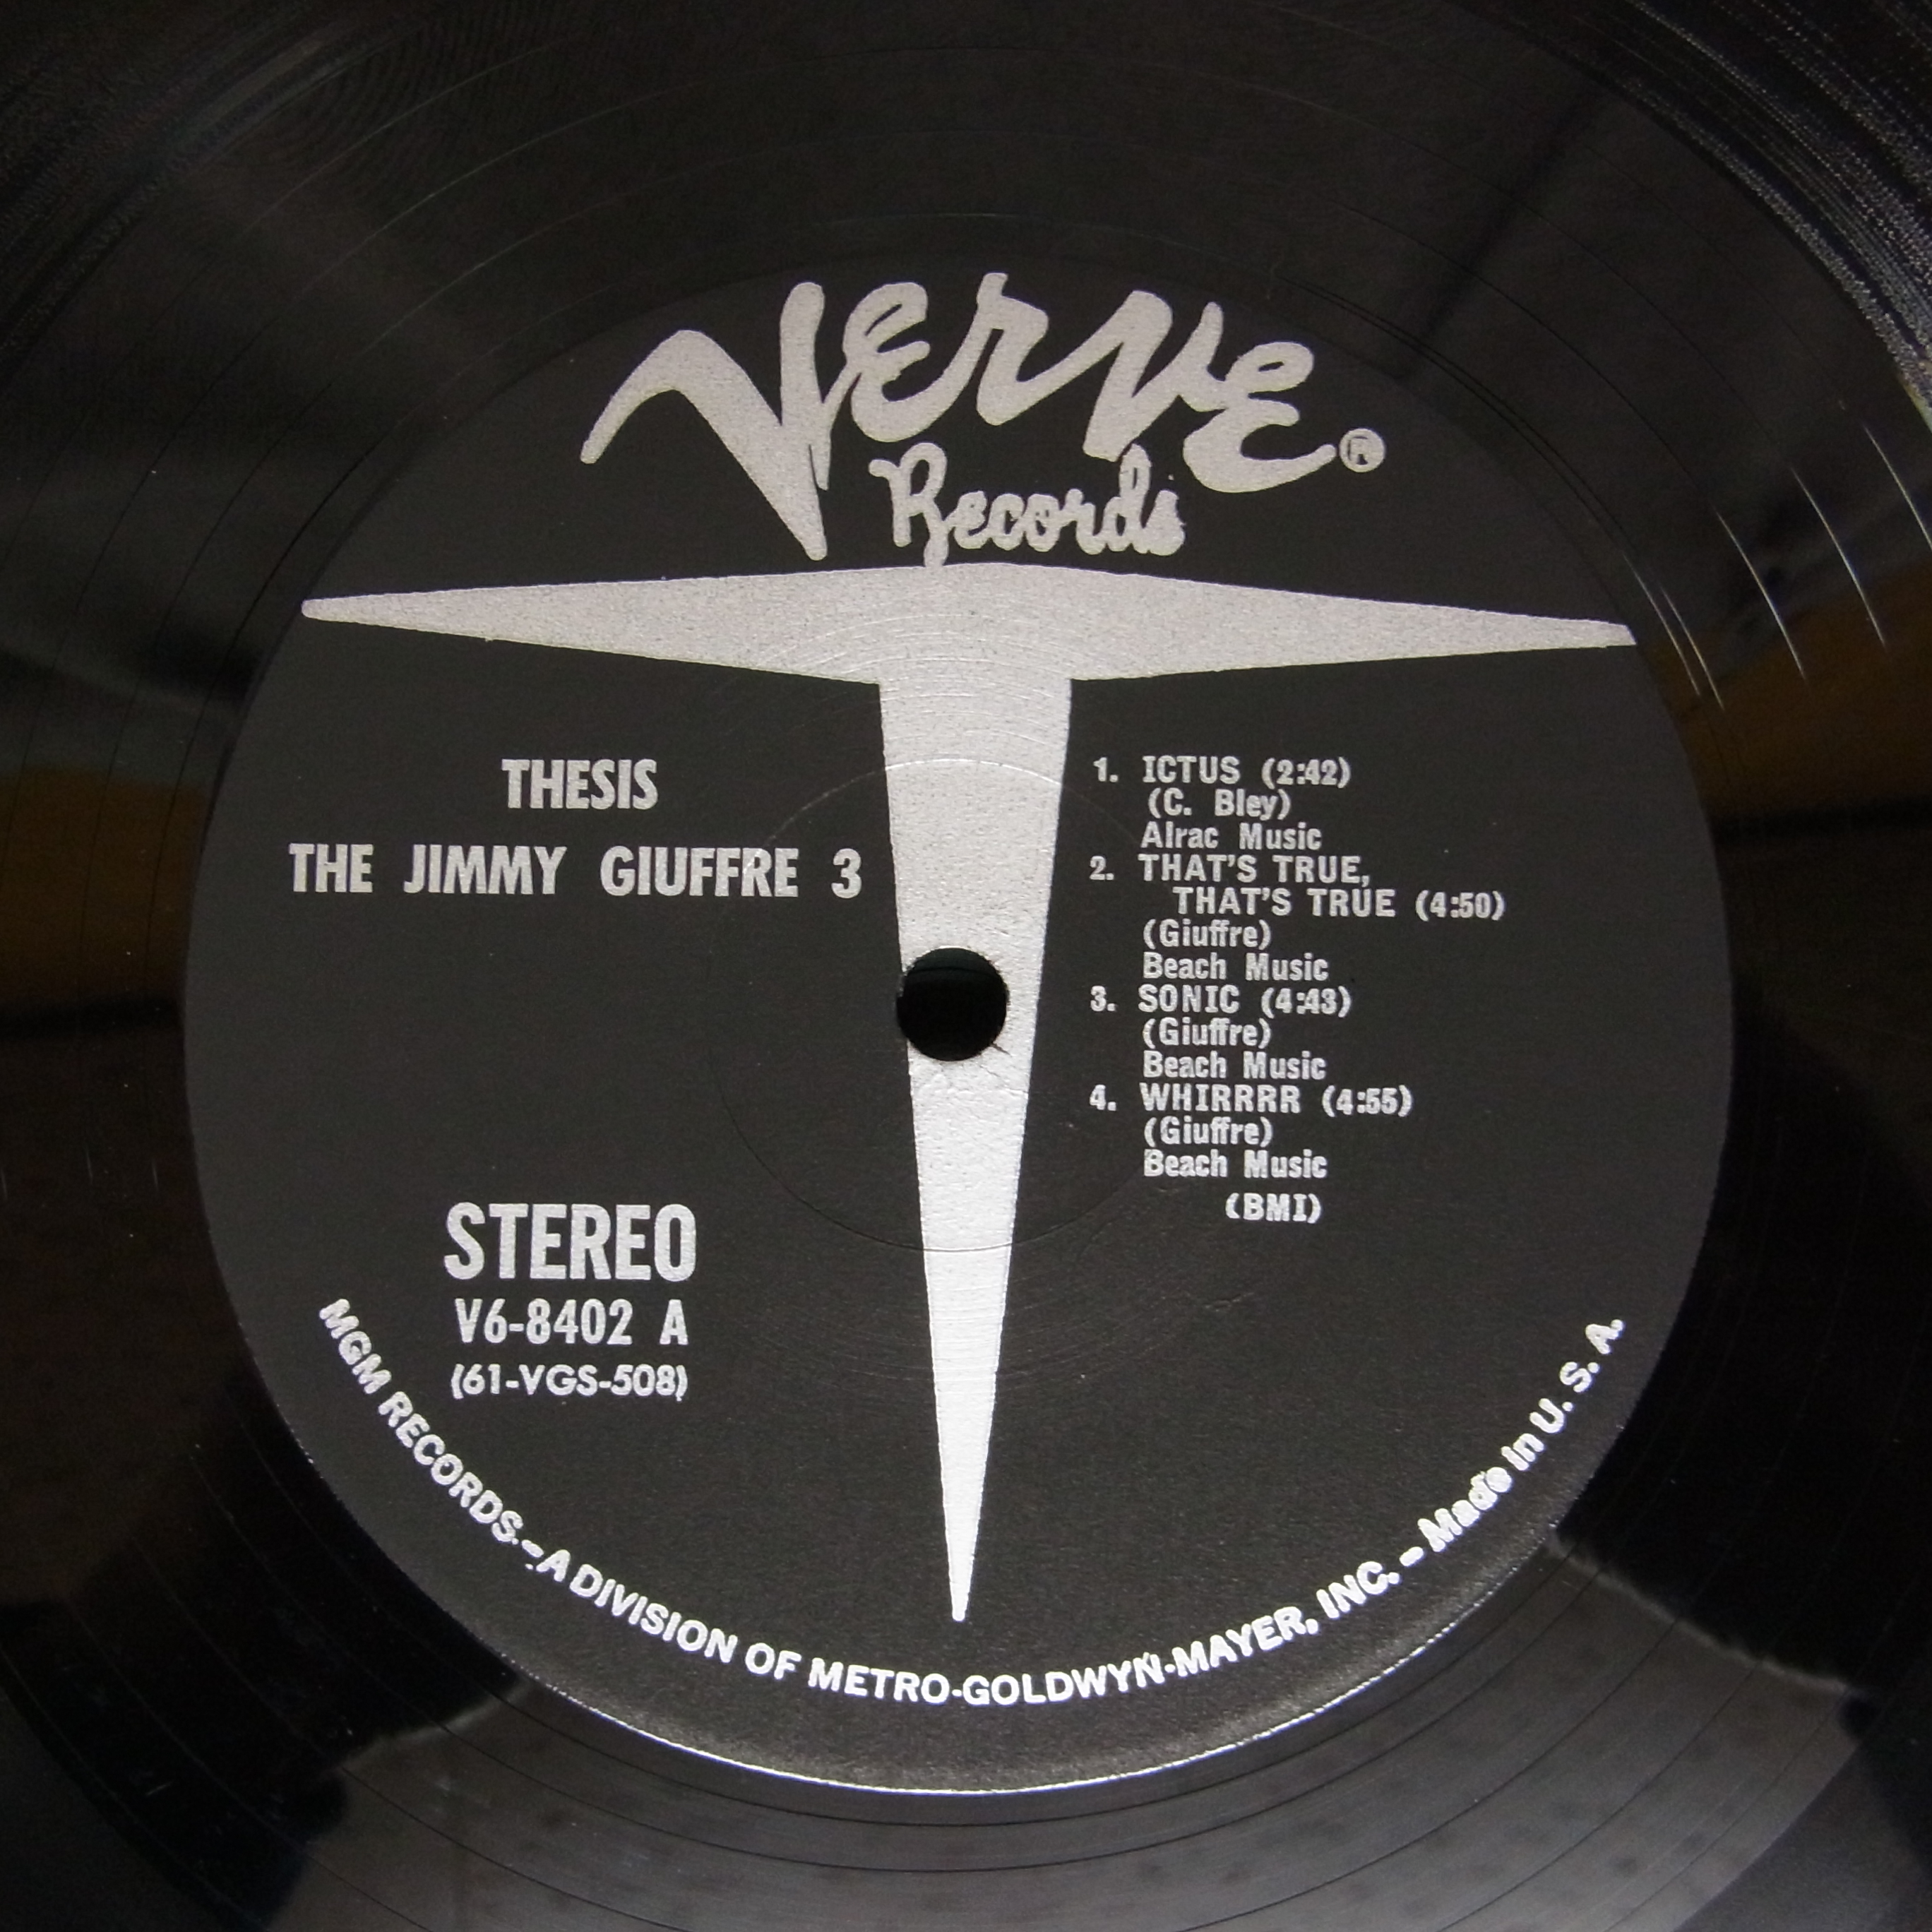 Verve®
Records
THESIS
THE JIMMY GIUFFRE 3
1. ICTUS (2:42)
(C. Bley)
Alrac Music
2. THAT'S TRUE,
THAT'S TRUE (4:50)
(Giuffre)
Beach Music
3. SONIC (4:43)
(Giuffre)
Beach Music
4. WHIRRRR (4:55)
(Giuffre)
Beach Music
(BMI)
STEREO
V6-8402 A
(61-VGS-508)
MGM RECORDS.-A DIVISION OF METRO-GOLDWYN-MAYER, INC. - Made in U. S. A.